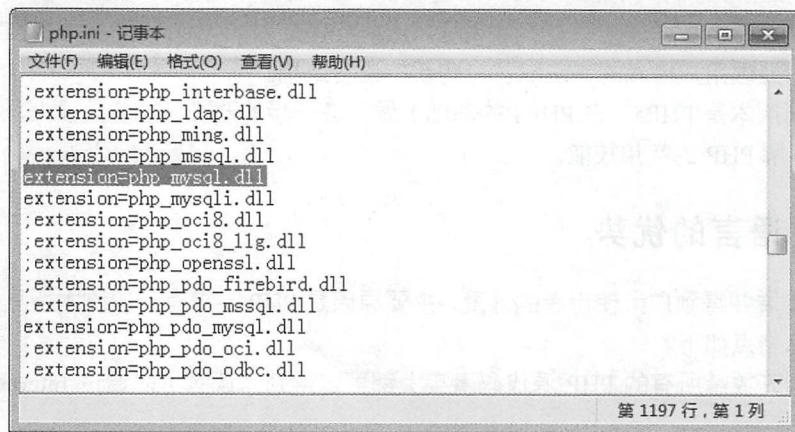 php.ini - 记事本
文件(F) 编辑(E) 格式(O) 查看(V) 帮助(H)
;extension=php_interbase.dll
;extension=php_ldap.dll
;extension=php_ming.dll
;extension=php_mssql.dll
extension=php_mysql.dll
extension=php_mysqli.dll
;extension=php_oci8.dll
;extension=php_oci8_11g.dll
;extension=php_openssl.dll
;extension=php_pdo_firebird.dll
;extension=php_pdo_mssql.dll
extension=php_pdo_mysql.dll
;extension=php_pdo_oci.dll
;extension=php_pdo_odbc.dll
第 1197 行，第 1 列